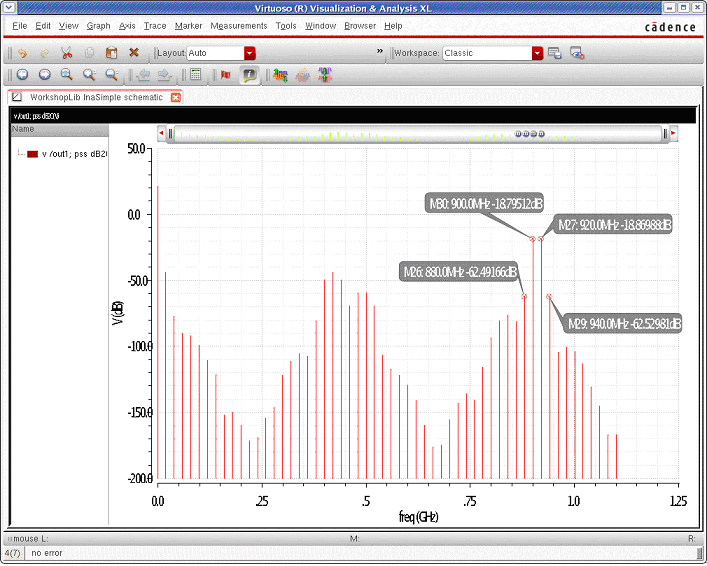 Virtuoso (R) Visualization & Analysis XL
File Edit View Graph Axis Trace Marker Measurements Tools Window Browser Help
cādence
Layout: Auto
» Workspace: Classic
WorkshopLib lnaSimple schematic
v /out1; pss dB20(V)
Name
v /out1; pss dB20
50.0
0.0
-50.0
-100.0
-150.0
-200.0
V (dB)
M30: 900.0MHz -18.79512dB
M27: 920.0MHz -18.86988dB
M26: 880.0MHz -62.49166dB
M29: 940.0MHz -62.52981dB
0.0 .25 .5 .75 1.0 1.25
freq (GHz)
mouse L: M: R:
4(7) no error